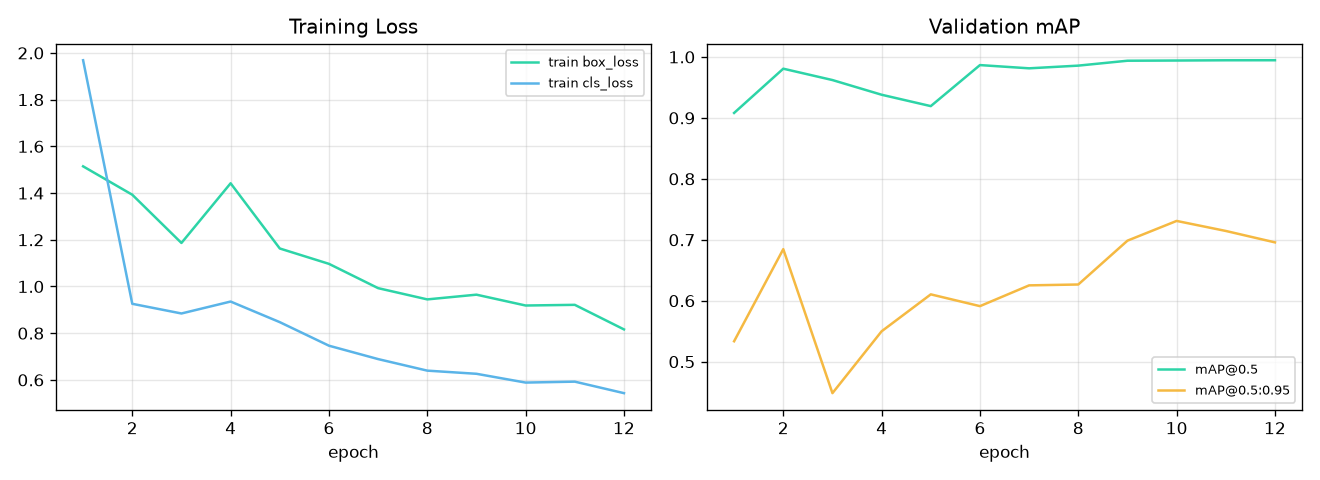 Training Loss
2.0
1.8
1.6
1.4
1.2
1.0
0.8
0.6
train box_loss
train cls_loss
2 4 6 8 10 12
epoch
Validation mAP
1.0
0.9
0.8
0.7
0.6
0.5
mAP@0.5
mAP@0.5:0.95
2 4 6 8 10 12
epoch